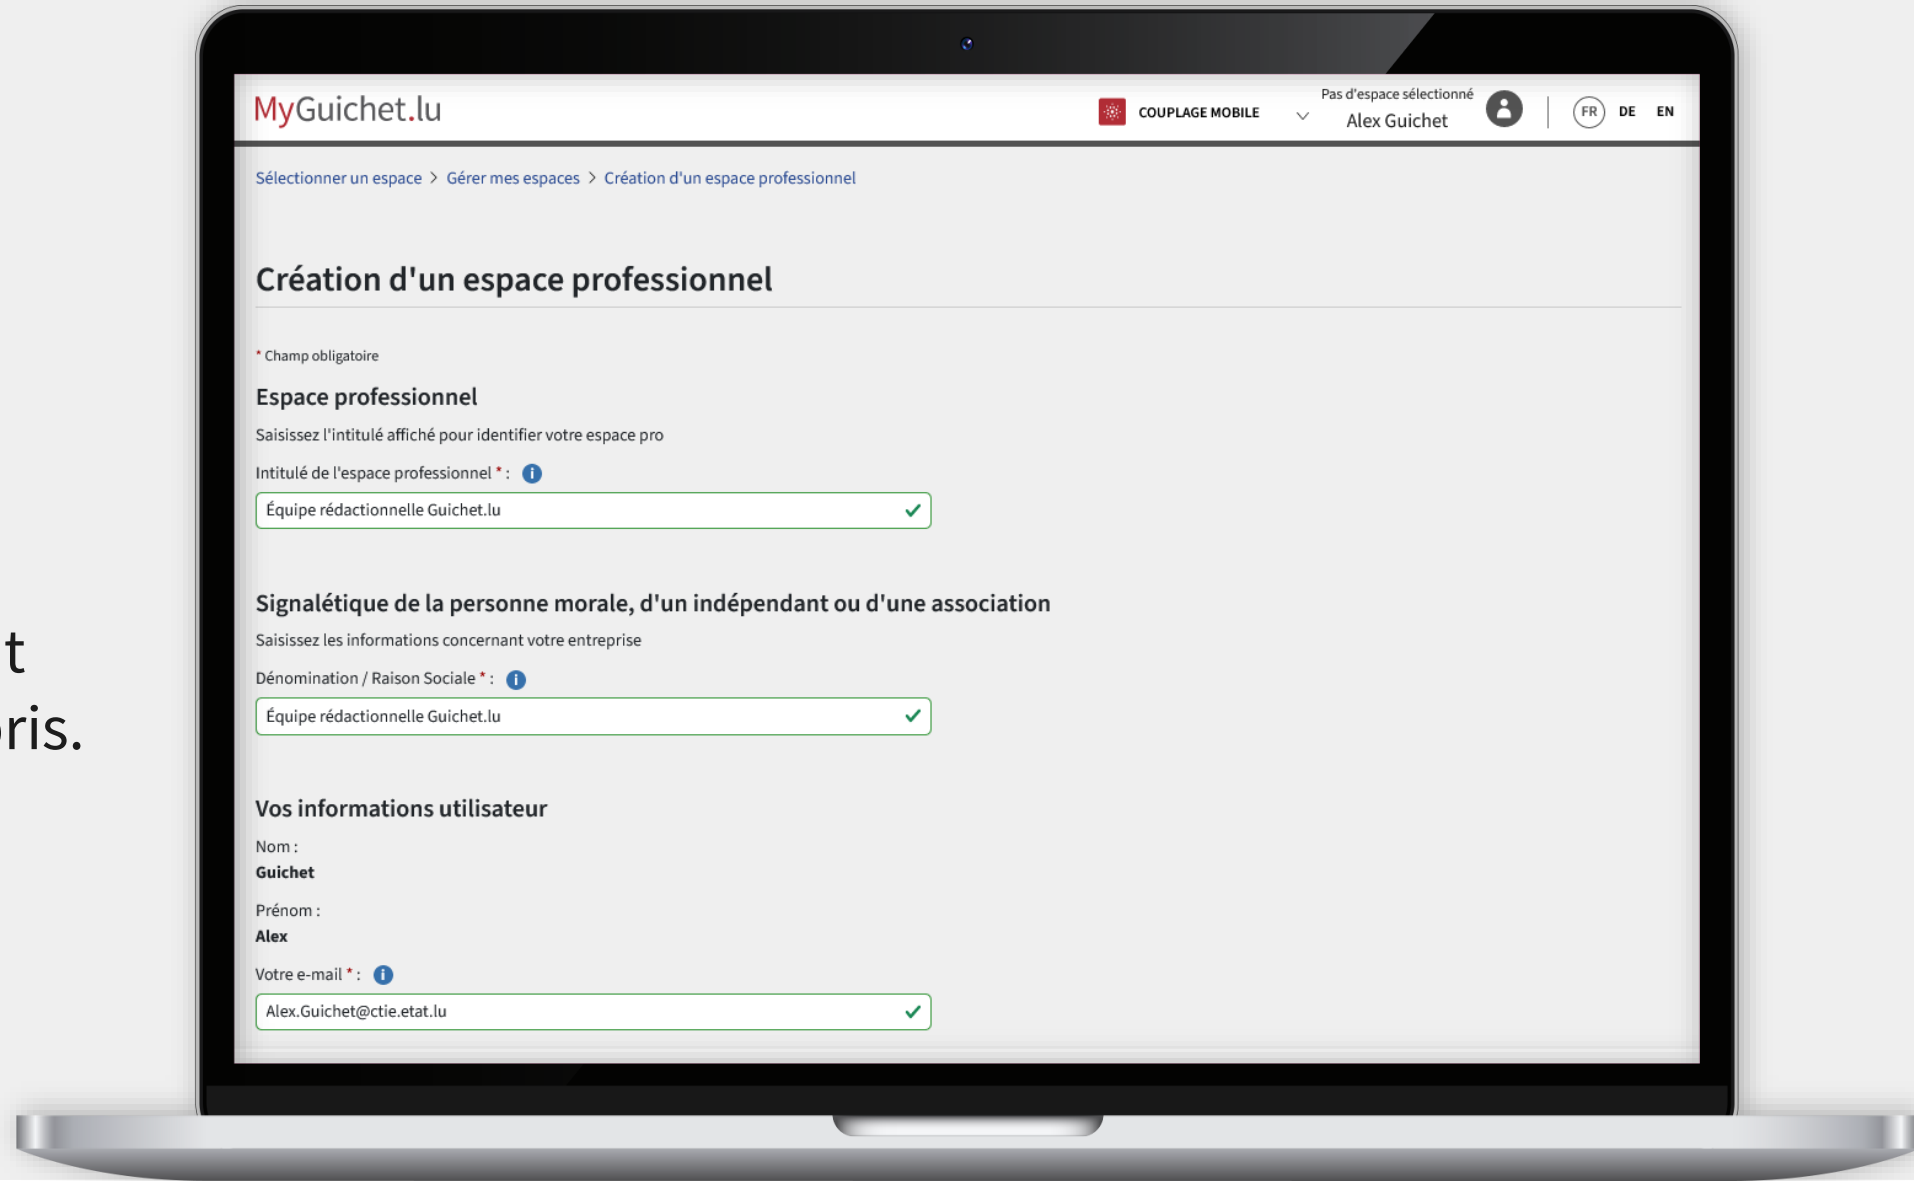 MyGuichet.lu
COUPLAGE MOBILE
Pas d'espace sélectionné
Alex Guichet
FR DE EN
Sélectionner un espace > Gérer mes espaces > Création d'un espace professionnel
Création d'un espace professionnel
* Champ obligatoire
Espace professionnel
Saisissez l'intitulé affiché pour identifier votre espace pro
Intitulé de l'espace professionnel * : i
Équipe rédactionnelle Guichet.lu
Signalétique de la personne morale, d'un indépendant ou d'une association
Saisissez les informations concernant votre entreprise
Dénomination / Raison Sociale * : i
Équipe rédactionnelle Guichet.lu
Vos informations utilisateur
Nom :
Guichet
Prénom :
Alex
Votre e-mail * : i
Alex.Guichet@ctie.etat.lu